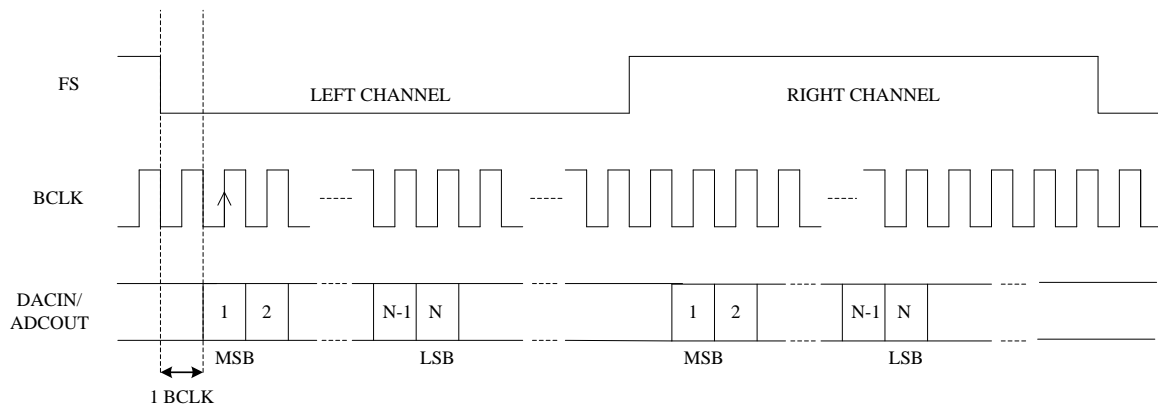 FS
LEFT CHANNEL
RIGHT CHANNEL
BCLK
DACIN/
ADCOUT
1
2
N-1
N
1
2
N-1
N
MSB
LSB
MSB
LSB
1 BCLK